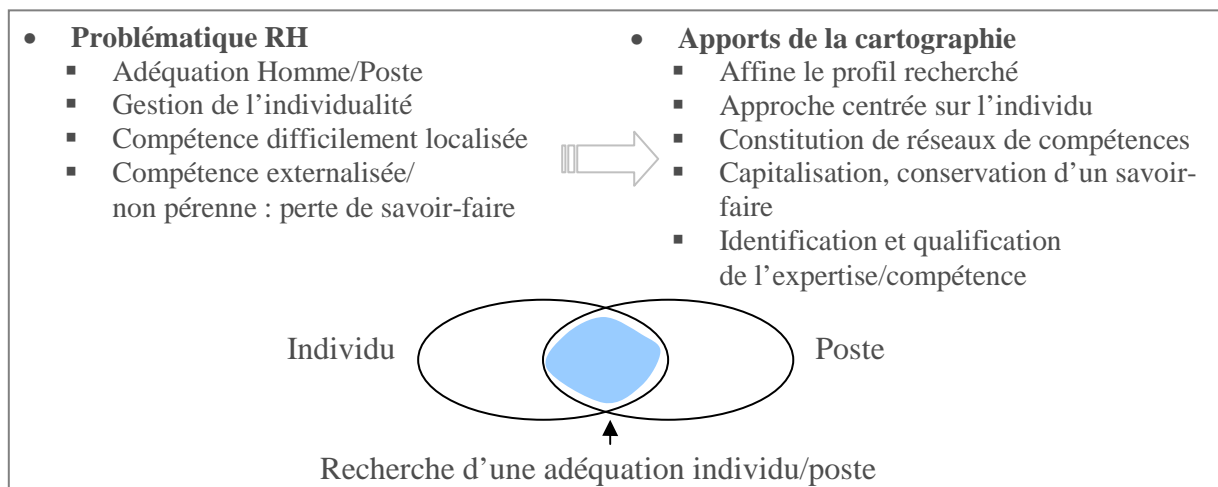 • Problématique RH
▪ Adéquation Homme/Poste
▪ Gestion de l’individualité
▪ Compétence difficilement localisée
▪ Compétence externalisée/
non pérenne : perte de savoir-faire
• Apports de la cartographie
▪ Affine le profil recherché
▪ Approche centrée sur l’individu
▪ Constitution de réseaux de compétences
▪ Capitalisation, conservation d’un savoir-
faire
▪ Identification et qualification
de l’expertise/compétence
Individu
Poste
Recherche d’une adéquation individu/poste